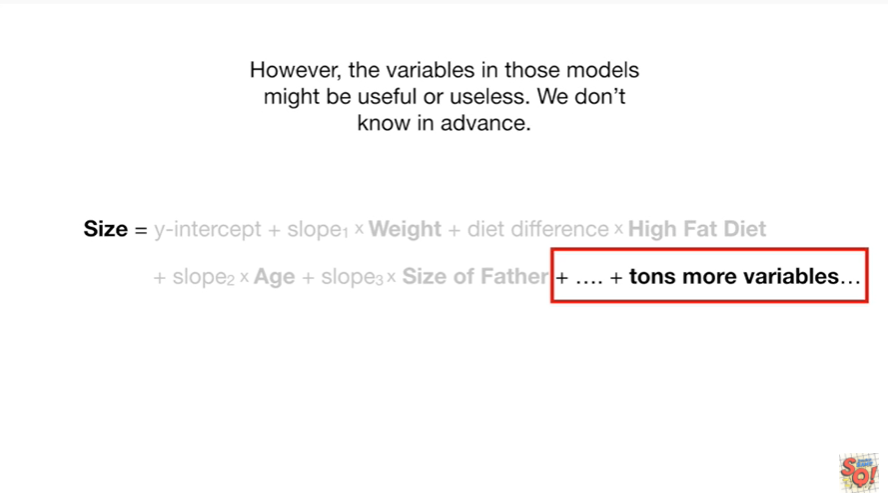 However, the variables in those models
might be useful or useless. We don’t
know in advance.
Size = y-intercept + slope₁ x Weight + diet difference x High Fat Diet
+ slope₂ x Age + slope₃ x Size of Father + …. + tons more variables…
SO!